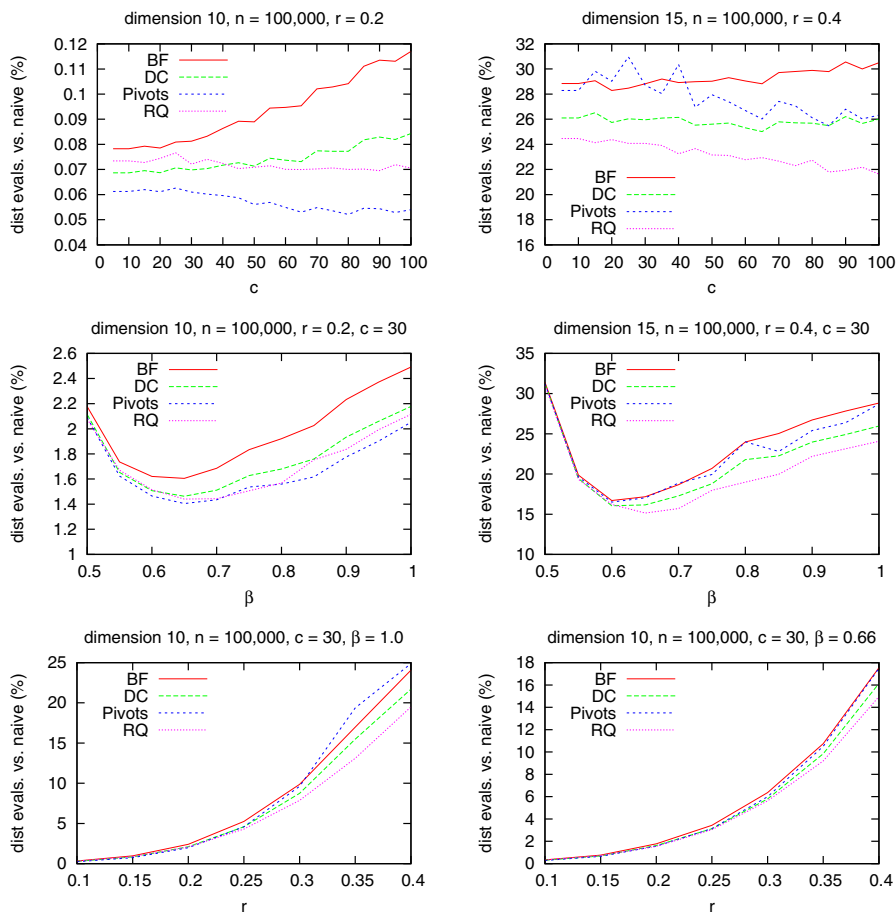 dimension 10, n = 100,000, r = 0.2
dist evals. vs. naive (%)
0.12
0.11
0.1
0.09
0.08
0.07
0.06
0.05
0.04
BF
DC
Pivots
RQ
0 10 20 30 40 50 60 70 80 90 100
c
dimension 15, n = 100,000, r = 0.4
dist evals. vs. naive (%)
32
30
28
26
24
22
20
18
16
BF
DC
Pivots
RQ
0 10 20 30 40 50 60 70 80 90 100
c
dimension 10, n = 100,000, r = 0.2, c = 30
dist evals. vs. naive (%)
2.6
2.4
2.2
2
1.8
1.6
1.4
1.2
1
BF
DC
Pivots
RQ
0.5 0.6 0.7 0.8 0.9 1
β
dimension 15, n = 100,000, r = 0.4, c = 30
dist evals. vs. naive (%)
35
30
25
20
15
10
BF
DC
Pivots
RQ
0.5 0.6 0.7 0.8 0.9 1
β
dimension 10, n = 100,000, c = 30, β = 1.0
dist evals. vs. naive (%)
25
20
15
10
5
0
BF
DC
Pivots
RQ
0.1 0.15 0.2 0.25 0.3 0.35 0.4
r
dimension 10, n = 100,000, c = 30, β = 0.66
dist evals. vs. naive (%)
18
16
14
12
10
8
6
4
2
0
BF
DC
Pivots
RQ
0.1 0.15 0.2 0.25 0.3 0.35 0.4
r